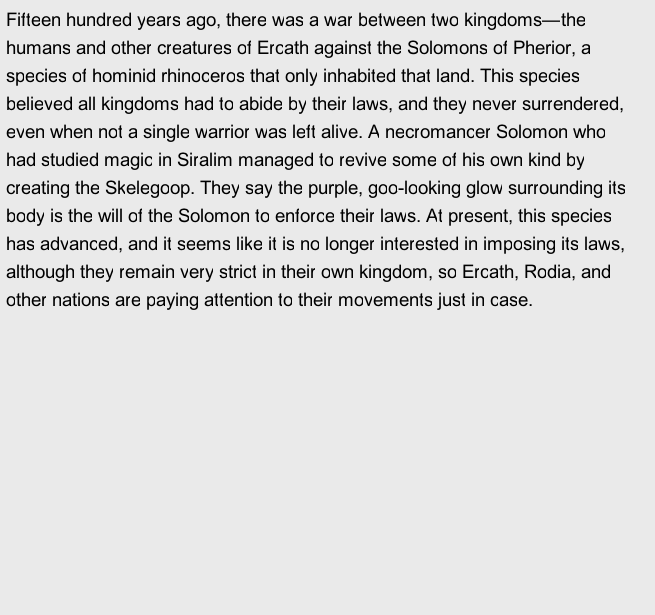 Fifteen hundred years ago, there was a war between two kingdoms—the
humans and other creatures of Ercath against the Solomons of Pherior, a
species of hominid rhinoceros that only inhabited that land. This species
believed all kingdoms had to abide by their laws, and they never surrendered,
even when not a single warrior was left alive. A necromancer Solomon who
had studied magic in Siralim managed to revive some of his own kind by
creating the Skelegoop. They say the purple, goo-looking glow surrounding its
body is the will of the Solomon to enforce their laws. At present, this species
has advanced, and it seems like it is no longer interested in imposing its laws,
although they remain very strict in their own kingdom, so Ercath, Rodia, and
other nations are paying attention to their movements just in case.